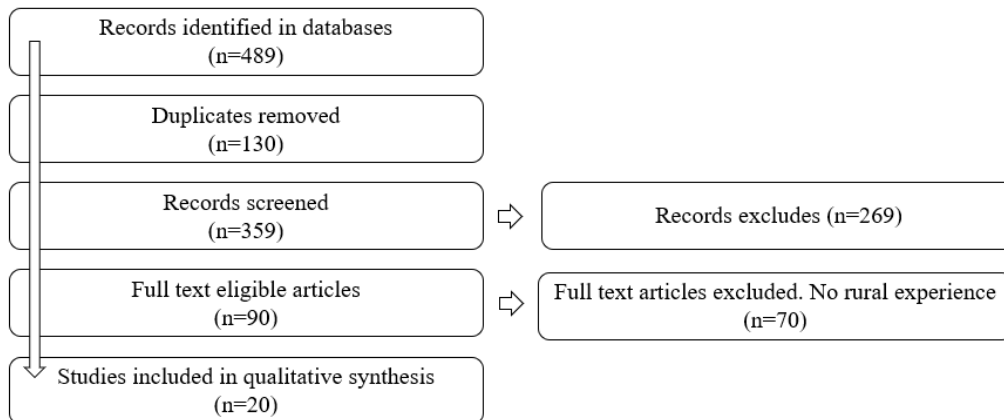 Records identified in databases
(n=489)
Duplicates removed
(n=130)
Records screened
(n=359)
Records excludes (n=269)
Full text eligible articles
(n=90)
Full text articles excluded. No rural experience
(n=70)
Studies included in qualitative synthesis
(n=20)